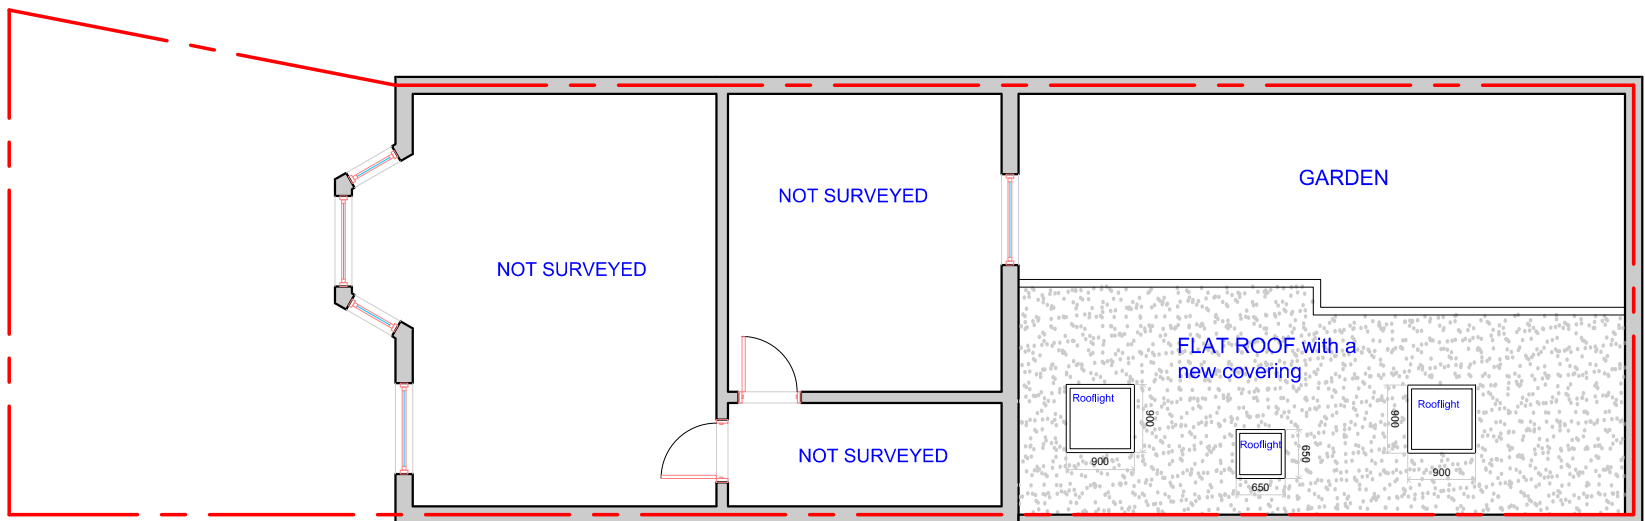 GARDEN
NOT SURVEYED
NOT SURVEYED
FLAT ROOF with a
new covering
Rooflight
900
900
Rooflight
650
650
Rooflight
900
900
NOT SURVEYED